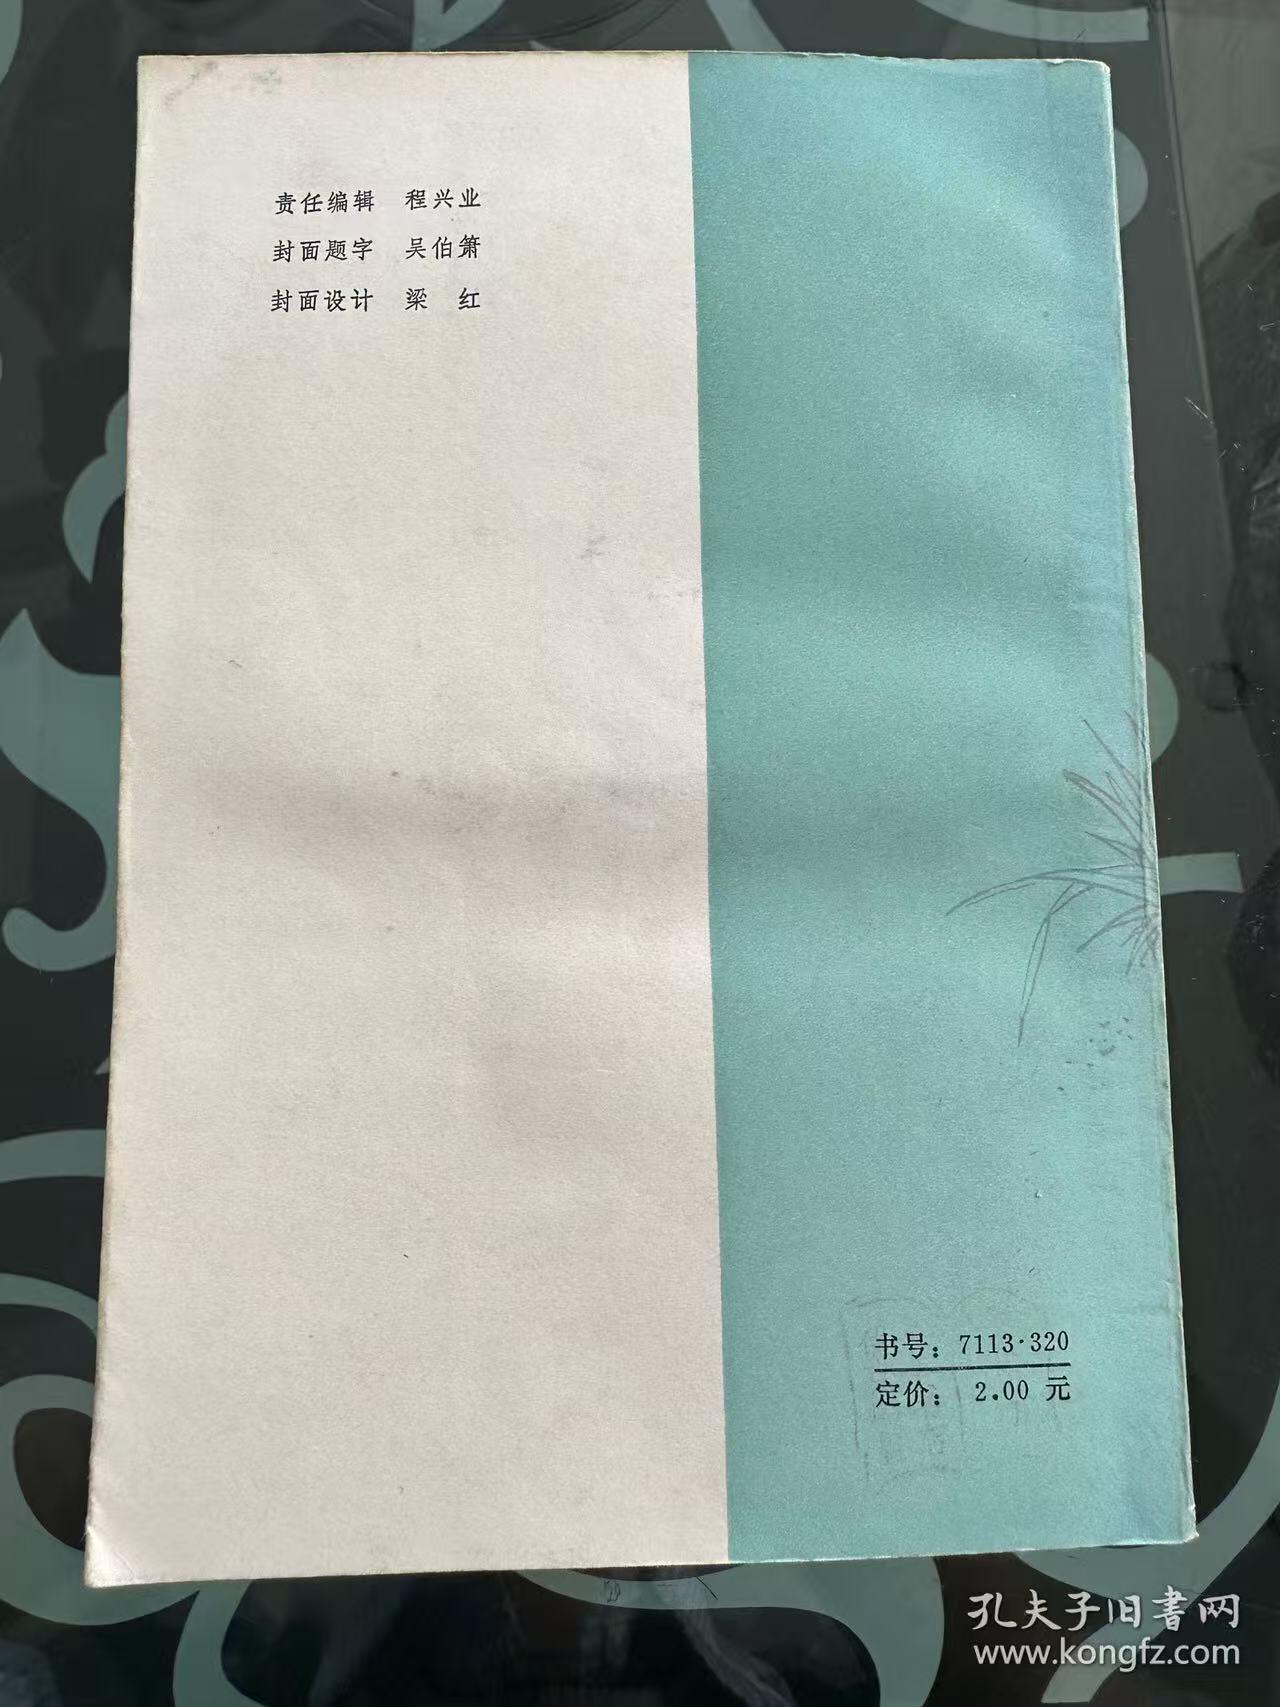 责任编辑 程兴业
封面题字 吴伯箫
封面设计 梁 红
书号：7113·320
定价： 2.00 元
孔夫子旧書网
www.kongfz.com